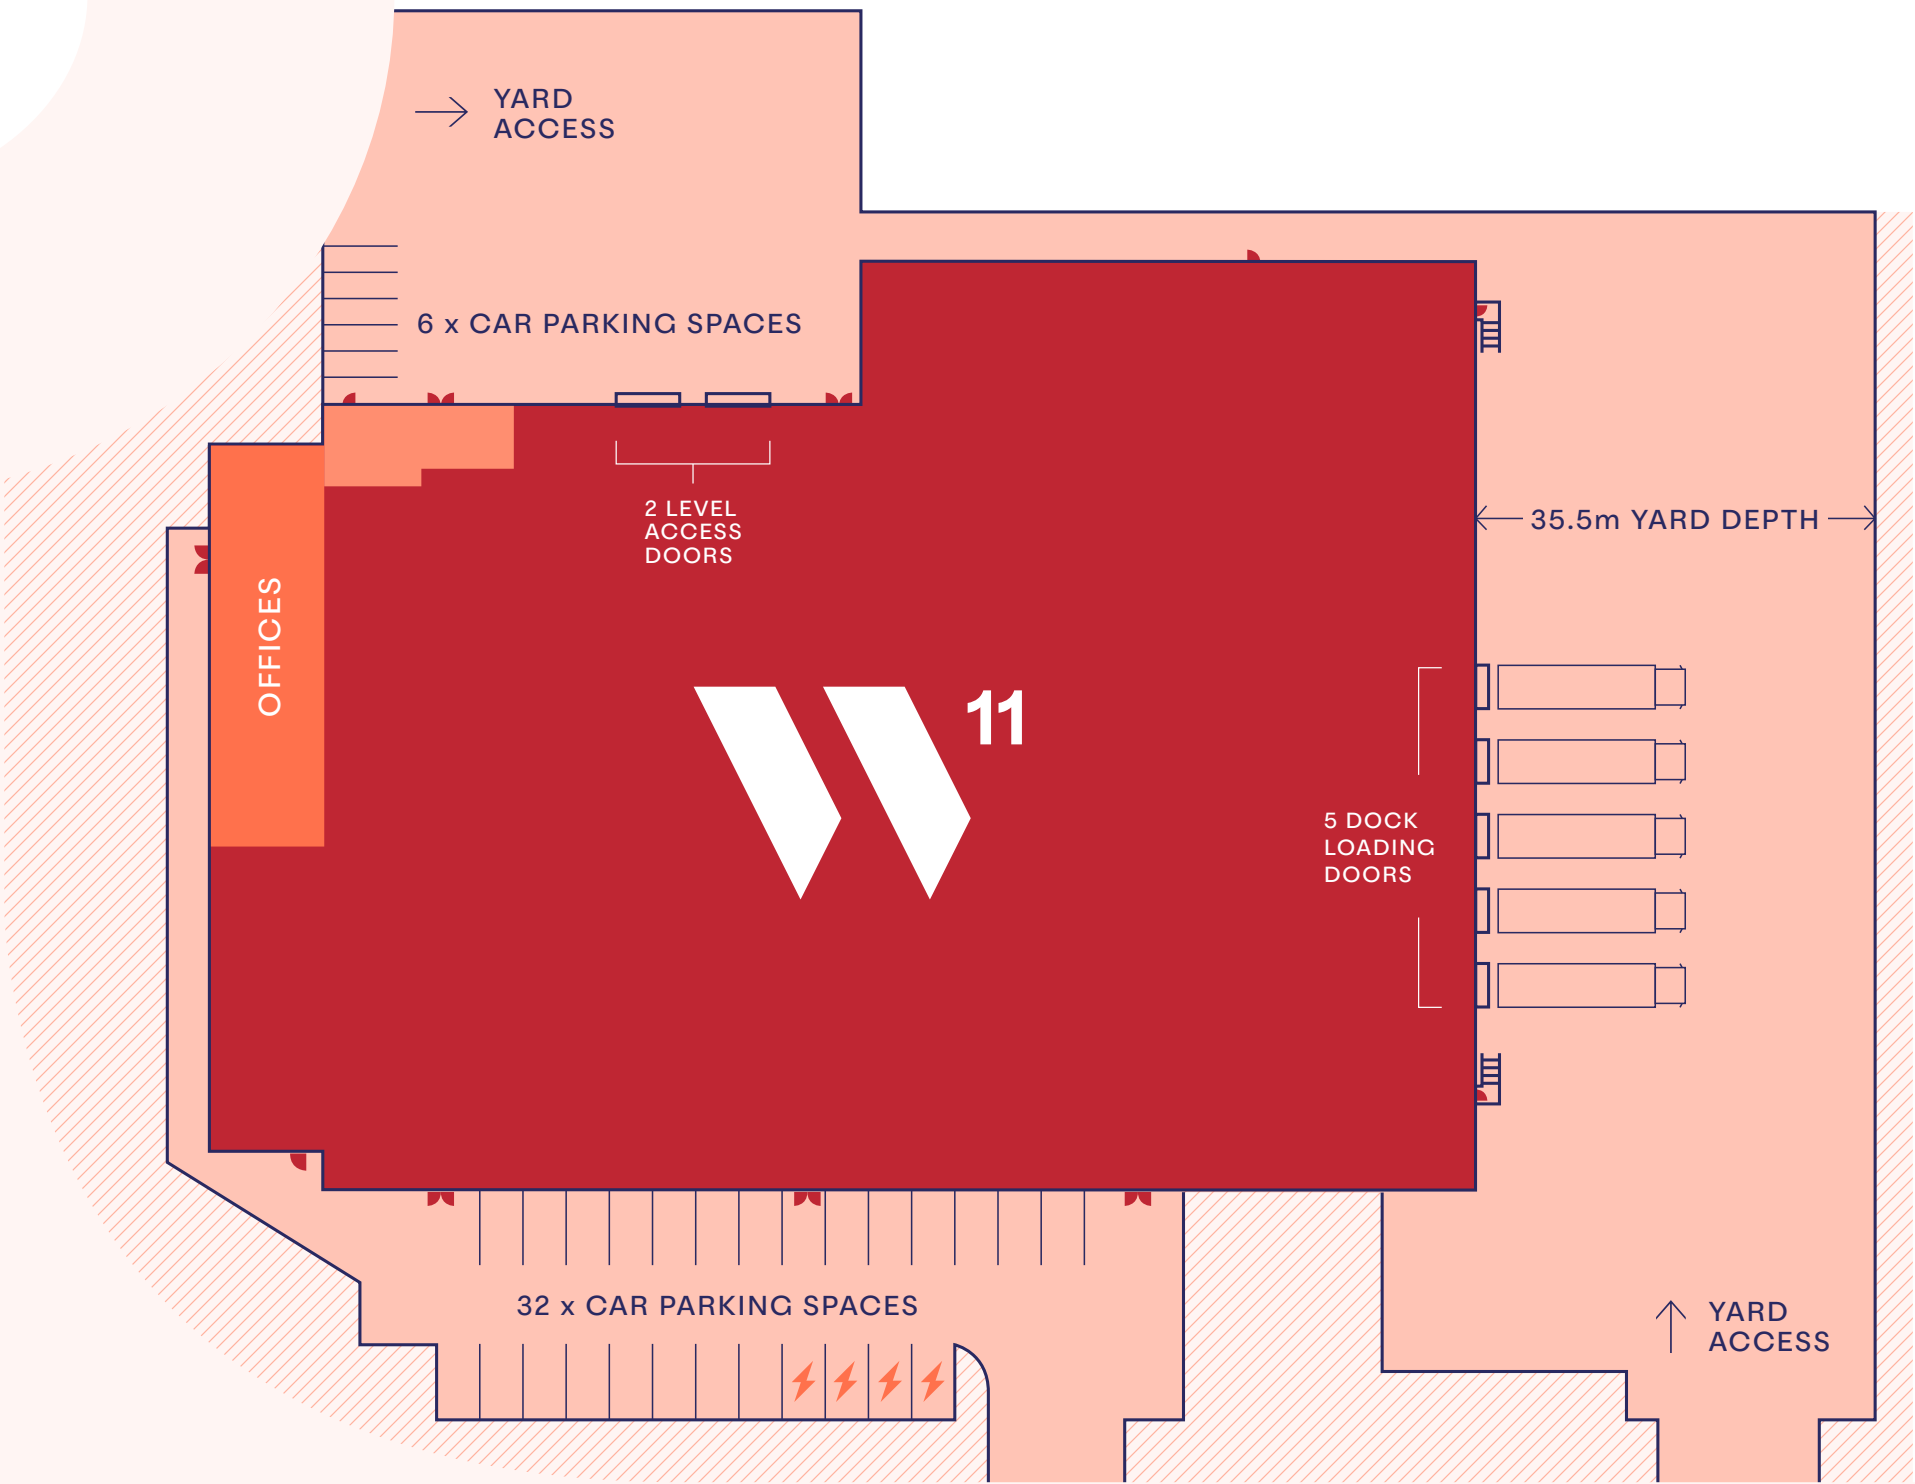 YARD
ACCESS
6 x CAR PARKING SPACES
2 LEVEL
ACCESS
DOORS
35.5m YARD DEPTH
OFFICES
11
5 DOCK
LOADING
DOORS
32 x CAR PARKING SPACES
YARD
ACCESS